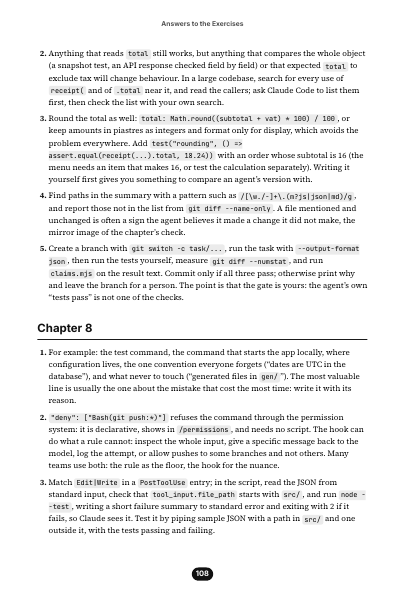 Answers to the Exercises
2. Anything that reads total still works, but anything that compares the whole object
(a snapshot test, an API response checked field by field) or that expected total to
exclude tax will change behaviour. In a large codebase, search for every use of
receipt( and of .total near it, and read the callers; ask Claude Code to list them
first, then check the list with your own search.
3. Round the total as well: total: Math.round((subtotal + vat) * 100) / 100, or
keep amounts in piastres as integers and format only for display, which avoids the
problem everywhere. Add test("rounding", () =>
assert.equal(receipt(...).total, 18.24)) with an order whose subtotal is 16 (the
menu needs an item that makes 16, or test the calculation separately). Writing it
yourself first gives you something to compare an agent's version with.
4. Find paths in the summary with a pattern such as /[\w./-]+\.(m?js|json|md)/g,
and report those not in the list from git diff --name-only. A file mentioned and
unchanged is often a sign the agent believes it made a change it did not make, the
mirror image of the chapter's check.
5. Create a branch with git switch -c task/..., run the task with --output-format
json, then run the tests yourself, measure git diff --numstat, and run
claims.mjs on the result text. Commit only if all three pass; otherwise print why
and leave the branch for a person. The point is that the gate is yours: the agent's own
"tests pass" is not one of the checks.
Chapter 8
1. For example: the test command, the command that starts the app locally, where
configuration lives, the one convention everyone forgets ("dates are UTC in the
database"), and what never to touch ("generated files in gen/"). The most valuable
line is usually the one about the mistake that cost the most time: write it with its
reason.
2. "deny": ["Bash(git push:*)"] refuses the command through the permission
system: it is declarative, shows in /permissions, and needs no script. The hook can
do what a rule cannot: inspect the whole input, give a specific message back to the
model, log the attempt, or allow pushes to some branches and not others. Many
teams use both: the rule as the floor, the hook for the nuance.
3. Match Edit|Write in a PostToolUse entry; in the script, read the JSON from
standard input, check that tool_input.file_path starts with src/, and run node -
-test, writing a short failure summary to standard error and exiting with 2 if it
fails, so Claude sees it. Test it by piping sample JSON with a path in src/ and one
outside it, with the tests passing and failing.
108